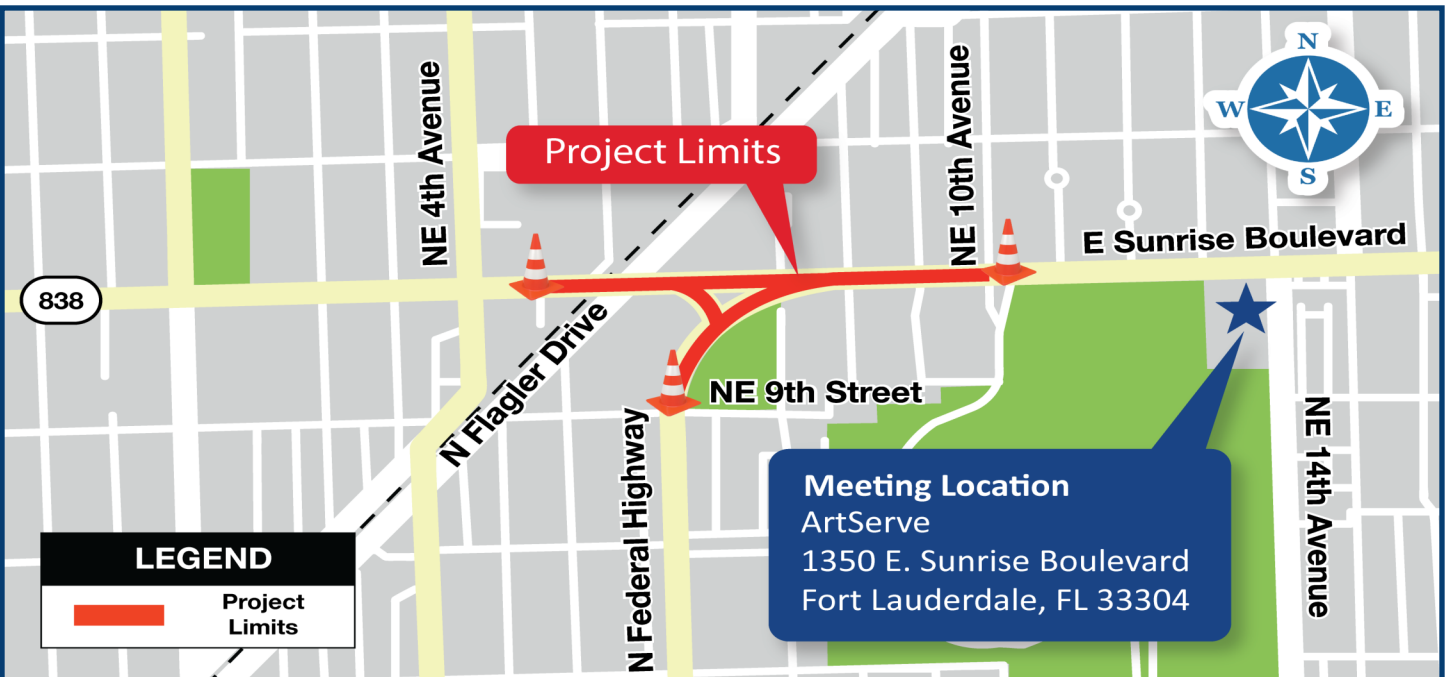 N
W
E
S
NE 4th Avenue
Project Limits
NE 10th Avenue
E Sunrise Boulevard
838
N Flagler Drive
NE 9th Street
N Federal Highway
NE 14th Avenue
Meeting Location
ArtServe
1350 E. Sunrise Boulevard
Fort Lauderdale, FL 33304
LEGEND
Project
Limits